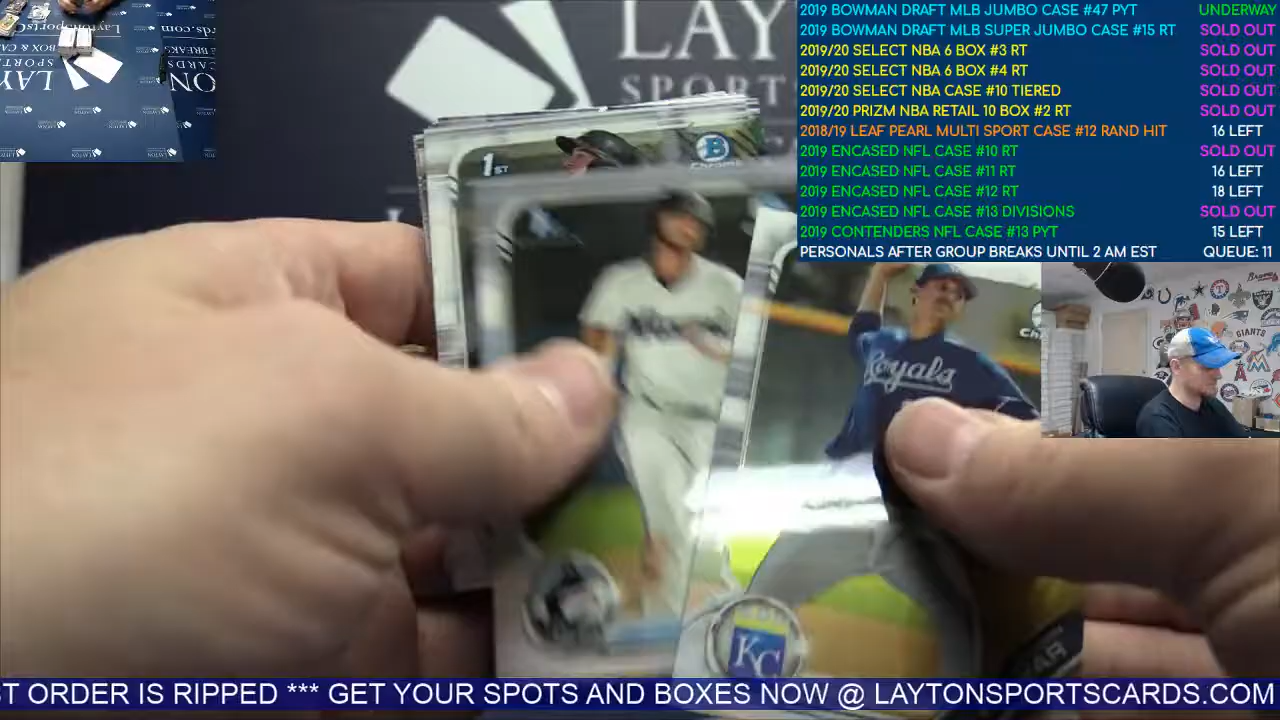 2019 BOWMAN DRAFT MLB JUMBO CASE #47 PYT UNDERWAY
2019 BOWMAN DRAFT MLB SUPER JUMBO CASE #15 RT SOLD OUT
2019/20 SELECT NBA 6 BOX #3 RT SOLD OUT
2019/20 SELECT NBA 6 BOX #4 RT SOLD OUT
2019/20 SELECT NBA CASE #10 TIERED SOLD OUT
2019/20 PRIZM NBA RETAIL 10 BOX #2 RT SOLD OUT
2018/19 LEAF PEARL MULTI SPORT CASE #12 RAND HIT 16 LEFT
2019 ENCASED NFL CASE #10 RT SOLD OUT
2019 ENCASED NFL CASE #11 RT 16 LEFT
2019 ENCASED NFL CASE #12 RT 18 LEFT
2019 ENCASED NFL CASE #13 DIVISIONS SOLD OUT
2019 CONTENDERS NFL CASE #13 PYT 15 LEFT
PERSONALS AFTER GROUP BREAKS UNTIL 2 AM EST QUEUE: 11
LAY
SPORT
1ST
B
Chrome
Royals
KC
GIANTS
T ORDER IS RIPPED *** GET YOUR SPOTS AND BOXES NOW @ LAYTONSPORTSCARDS.COM